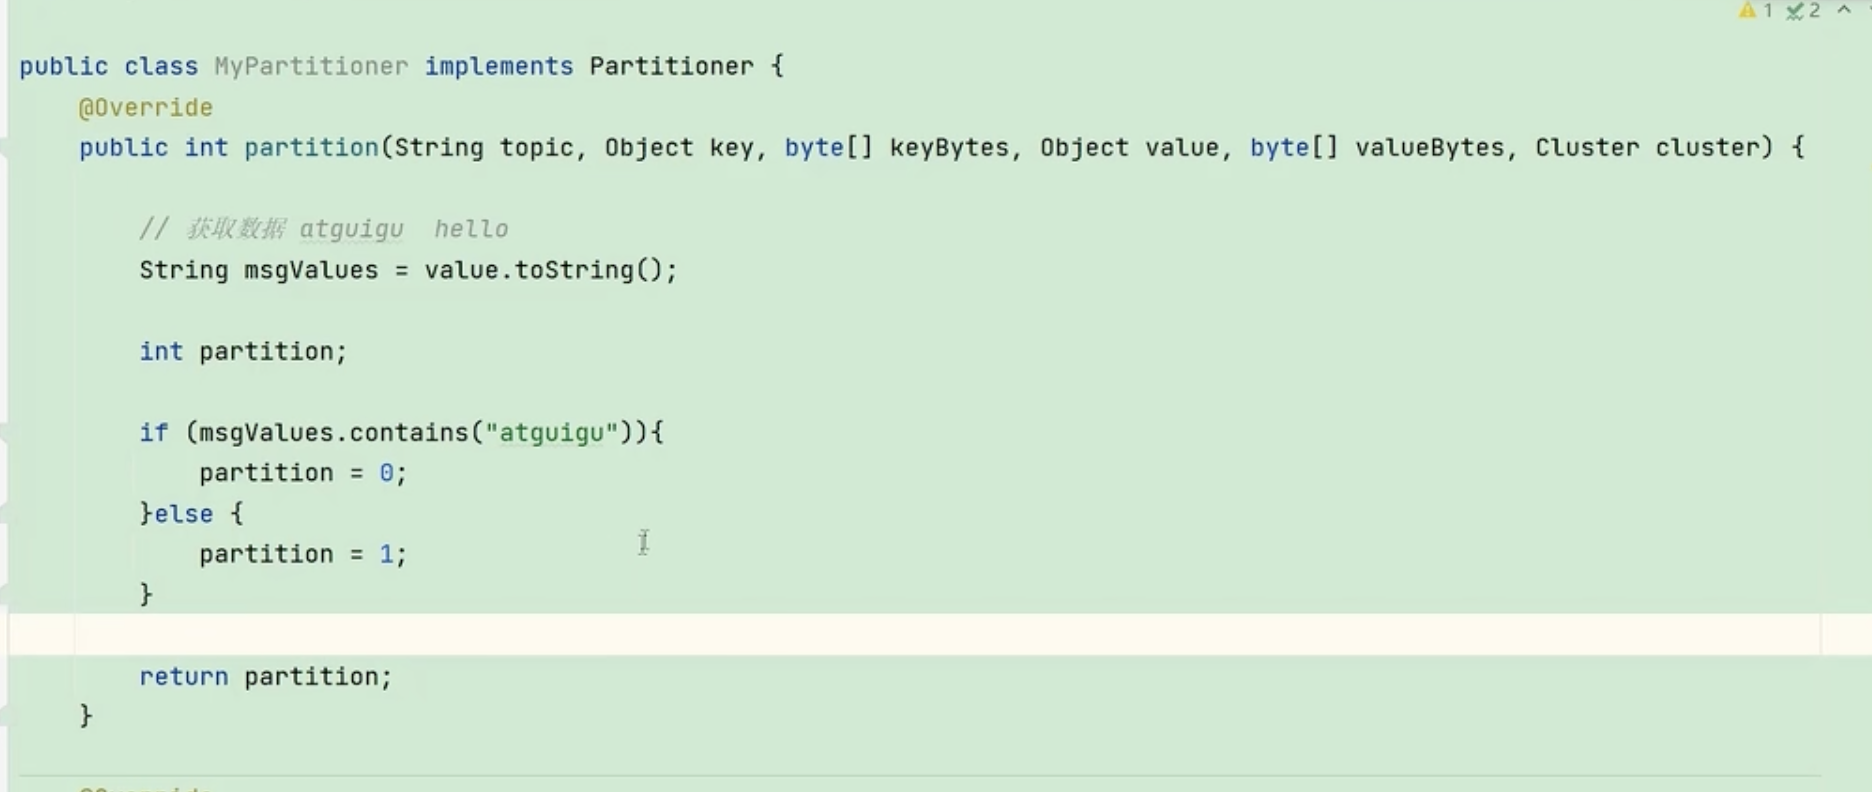 1 2
public class MyPartitioner implements Partitioner {
@Override
public int partition(String topic, Object key, byte[] keyBytes, Object value, byte[] valueBytes, Cluster cluster) {
// 获取数据 atguigu  hello
String msgValues = value.toString();
int partition;
if (msgValues.contains("atguigu")){
partition = 0;
}else {
partition = 1;
}
return partition;
}